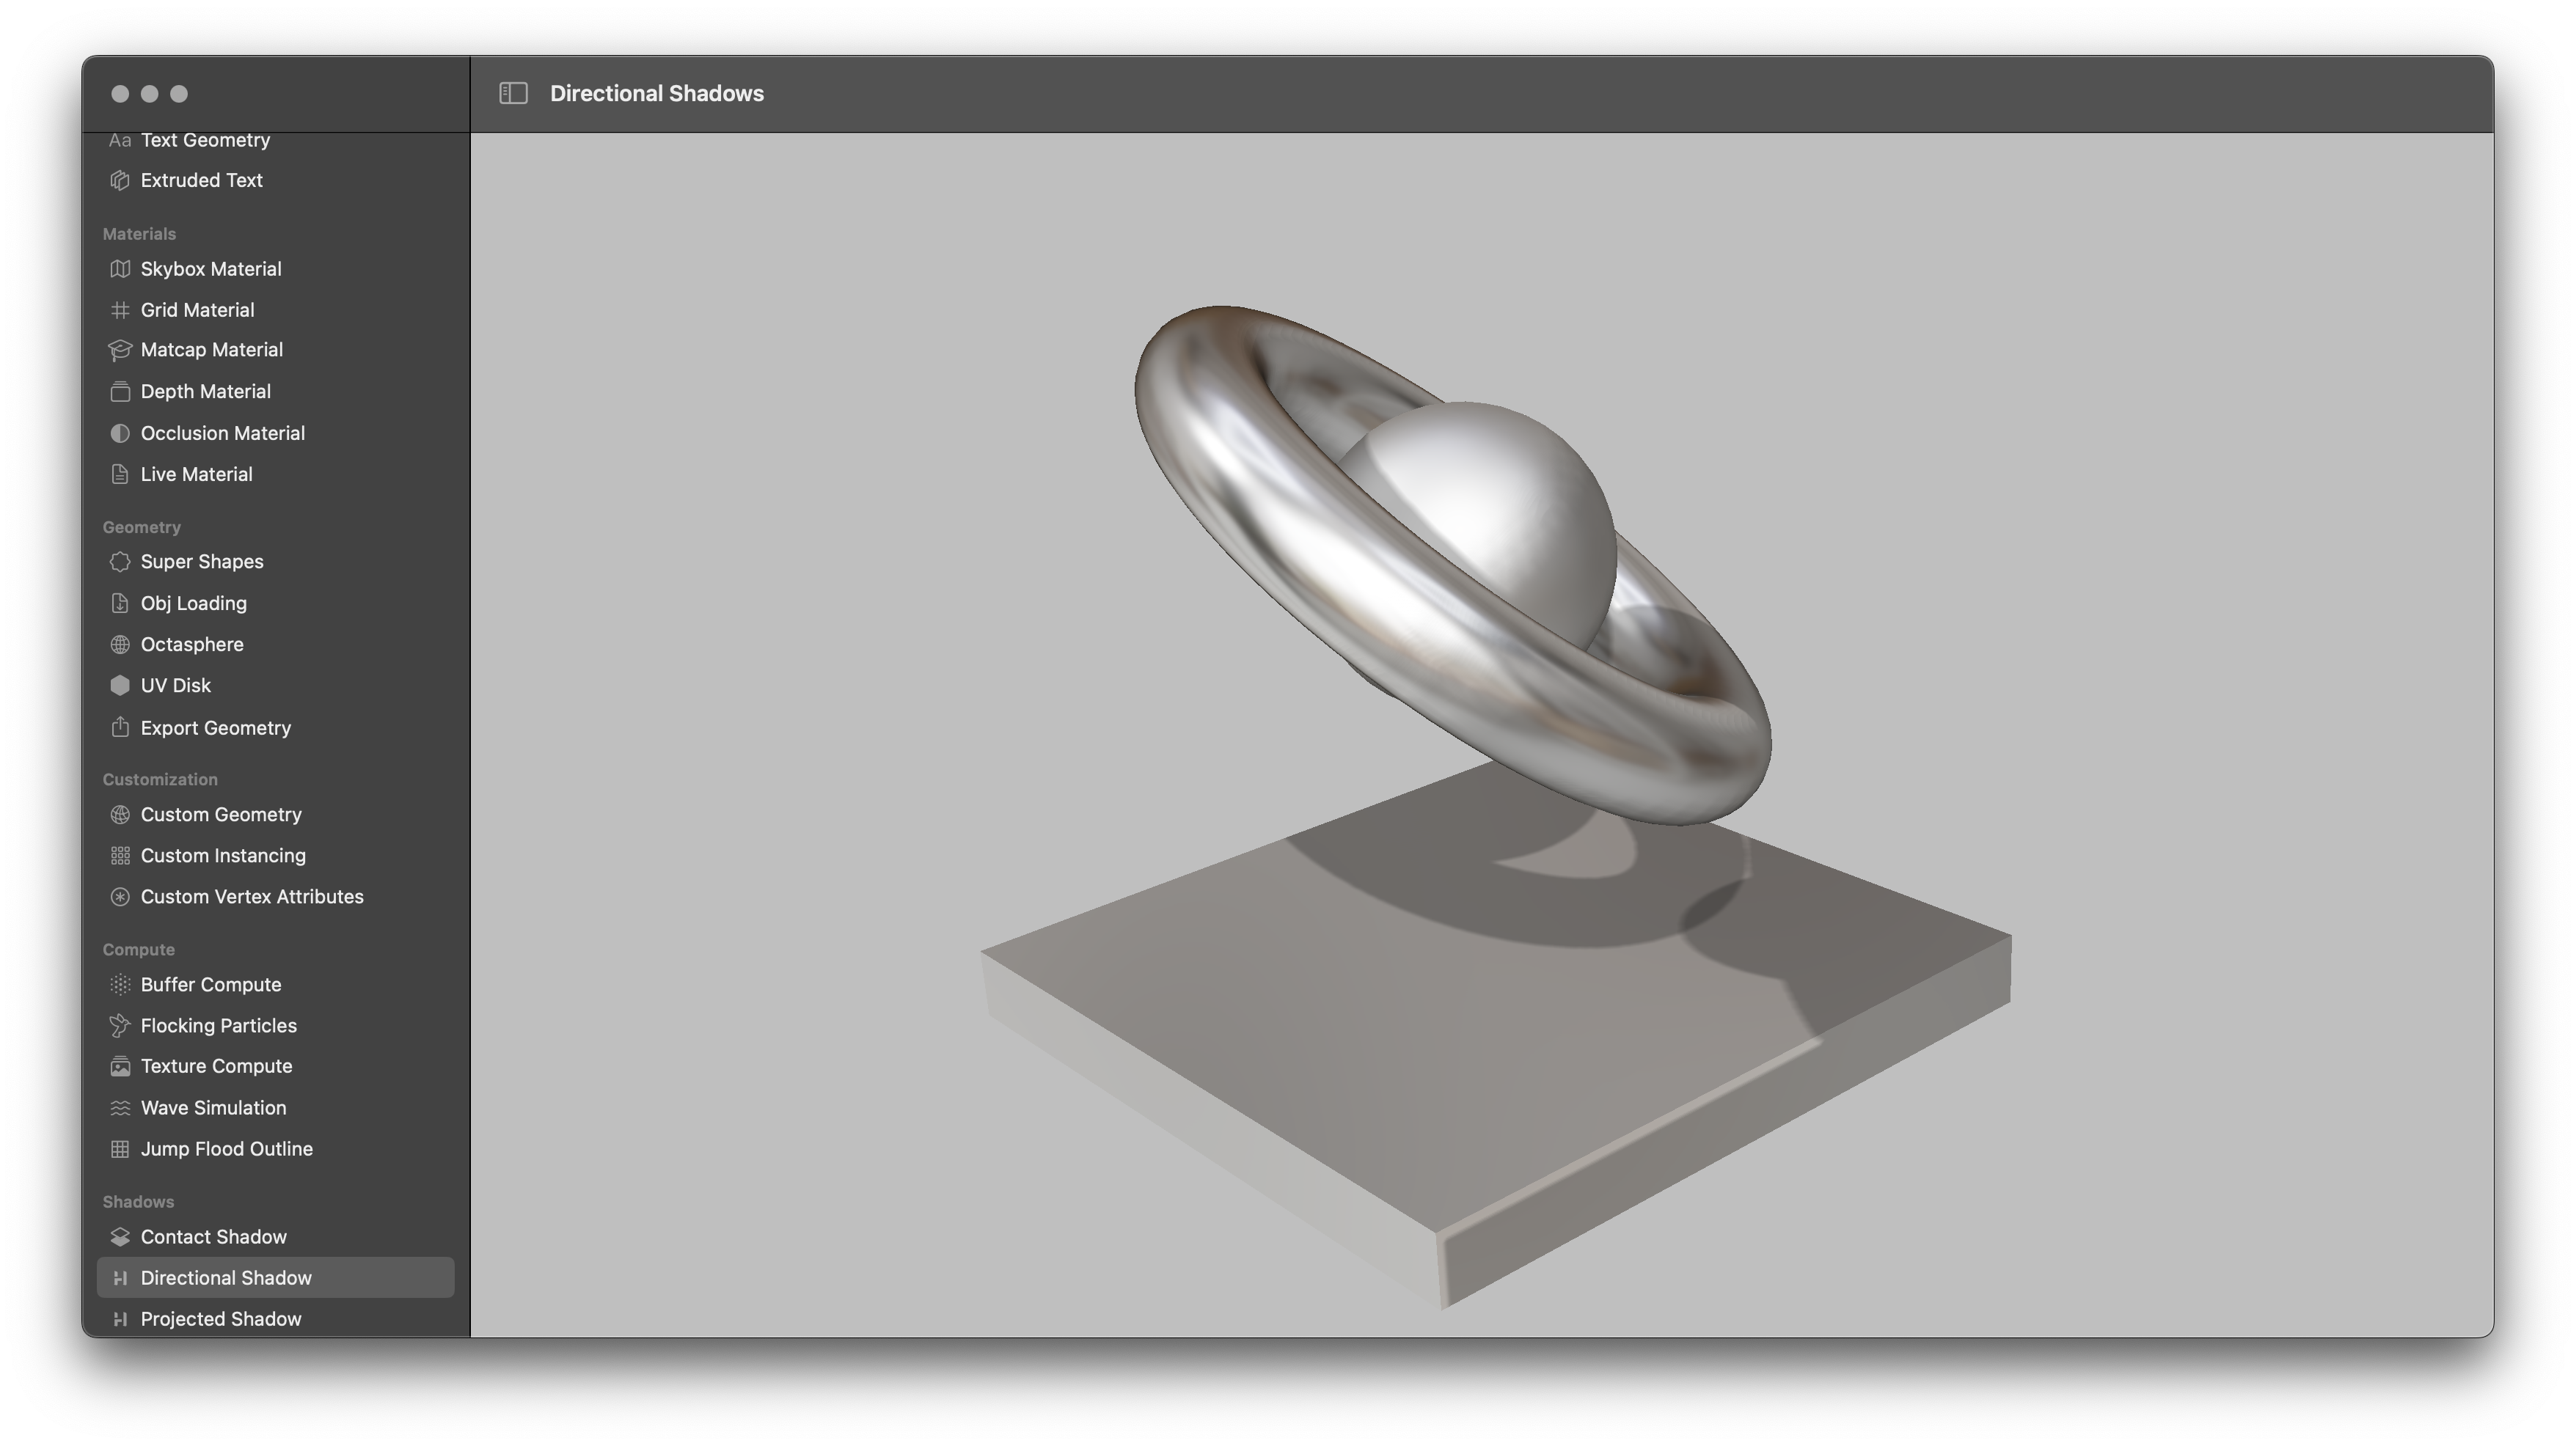 Directional Shadows
Aa Text Geometry
Extruded Text
Materials
Skybox Material
Grid Material
Matcap Material
Depth Material
Occlusion Material
Live Material
Geometry
Super Shapes
Obj Loading
Octasphere
UV Disk
Export Geometry
Customization
Custom Geometry
Custom Instancing
Custom Vertex Attributes
Compute
Buffer Compute
Flocking Particles
Texture Compute
Wave Simulation
Jump Flood Outline
Shadows
Contact Shadow
Directional Shadow
Projected Shadow